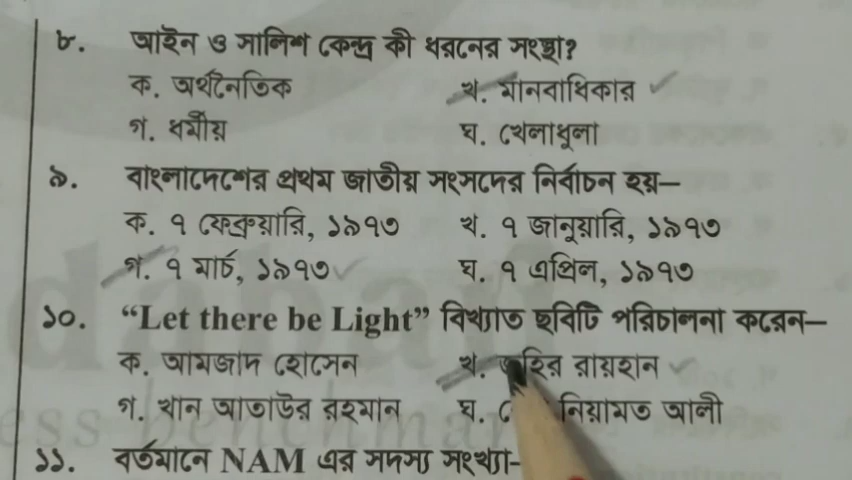 ৮. আইন ও সালিশ কেন্দ্র কী ধরনের সংস্থা?
ক. অর্থনৈতিক খ. মানবাধিকার
গ. ধর্মীয় ঘ. খেলাধুলা
৯. বাংলাদেশের প্রথম জাতীয় সংসদের নির্বাচন হয়—
ক. ৭ ফেব্রুয়ারি, ১৯৭৩ খ. ৭ জানুয়ারি, ১৯৭৩
গ. ৭ মার্চ, ১৯৭৩ ঘ. ৭ এপ্রিল, ১৯৭৩
১০. “Let there be Light” বিখ্যাত ছবিটি পরিচালনা করেন—
ক. আমজাদ হোসেন খ. জহির রায়হান
গ. খান আতাউর রহমান ঘ. নিয়ামত আলী
১১. বর্তমানে NAM এর সদস্য সংখ্যা-